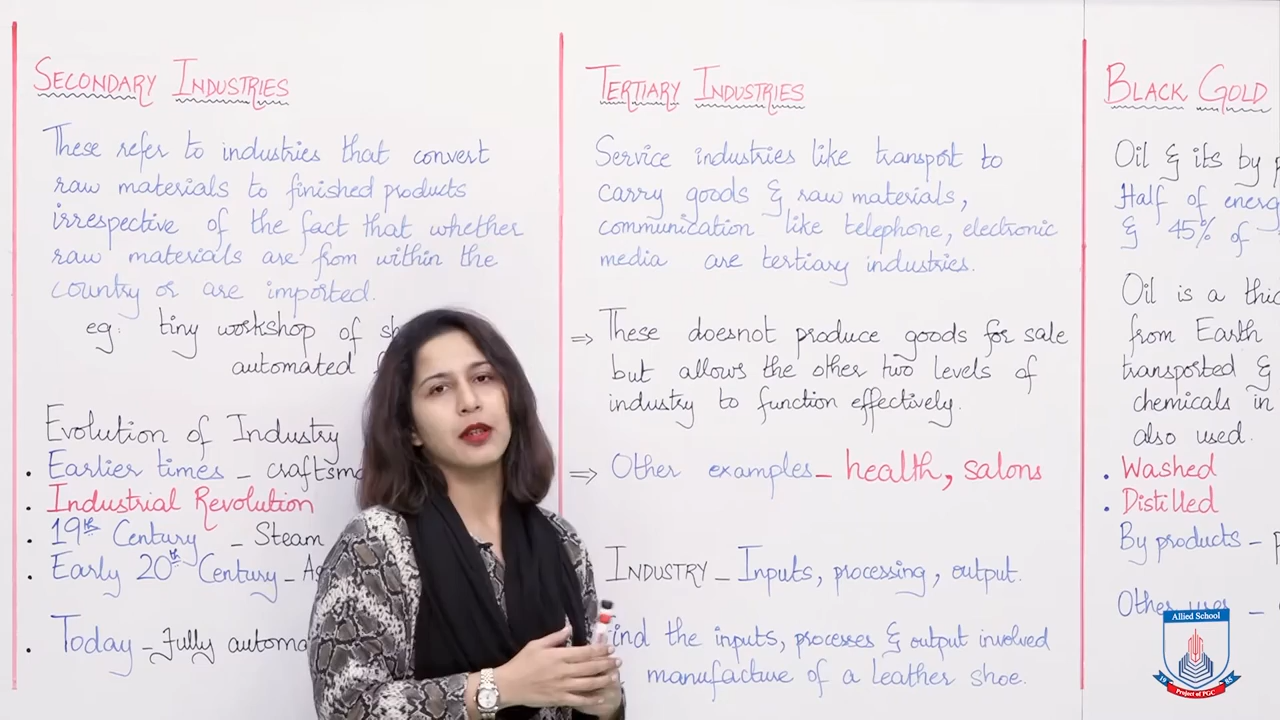 SECONDARY INDUSTRIES
These refer to industries that convert
raw materials to finished products
irrespective of the fact that whether
raw materials are from within the
country or are imported.
eg: tiny workshop of
automated
Evolution of Industry
. Earlier times _
. Industrial Revolution
. 19th Century _ Steam
. Early 20th Century _
. Today _ Fully
TERTIARY INDUSTRIES
Service industries like transport to
carry goods & raw materials,
communication like telephone, electronic
media are tertiary industries.
⇒ These doesnot produce goods for sale
but allows the other two levels of
industry to function effectively.
⇒ Other examples _ health, salons
INDUSTRY _ Inputs, processing, output.
the inputs, processes & output involved
manufacture of a leather shoe.
BLACK GOLD
Oil & its by
Half of
& 45% of
Oil is a
from Earth
transported &
chemicals in
also used.
. Washed
. Distilled
By products _
Other
Allied School
19 85
Project of PGC